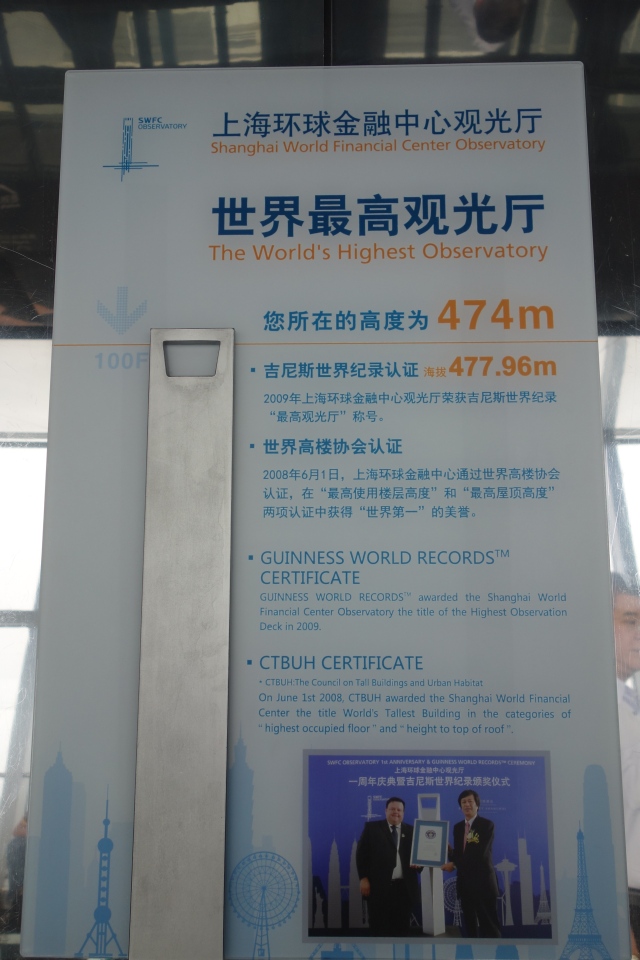 SWFC
OBSERVATORY
上海环球金融中心观光厅
Shanghai World Financial Center Observatory
世界最高观光厅
The World's Highest Observatory
您所在的高度为 474m
100F
▪ 吉尼斯世界纪录认证 海拔 477.96m
2009年上海环球金融中心观光厅荣获吉尼斯世界纪录
“最高观光厅”称号。
▪ 世界高楼协会认证
2008年6月1日，上海环球金融中心通过世界高楼协会
认证，在“最高使用楼层高度”和“最高屋顶高度”
两项认证中获得“世界第一”的美誉。
▪ GUINNESS WORLD RECORDS™
CERTIFICATE
GUINNESS WORLD RECORDS™ awarded the Shanghai World
Financial Center Observatory the title of the Highest Observation
Deck in 2009.
▪ CTBUH CERTIFICATE
• CTBUH:The Council on Tall Buildings and Urban Habitat
On June 1st 2008, CTBUH awarded the Shanghai World Financial
Center the title World's Tallest Building in the categories of
“ highest occupied floor ” and “ height to top of roof ”.
SWFC OBSERVATORY 1st ANNIVERSARY & GUINNESS WORLD RECORDS™ CEREMONY
上海环球金融中心观光厅
一周年庆典暨吉尼斯世界纪录颁奖仪式